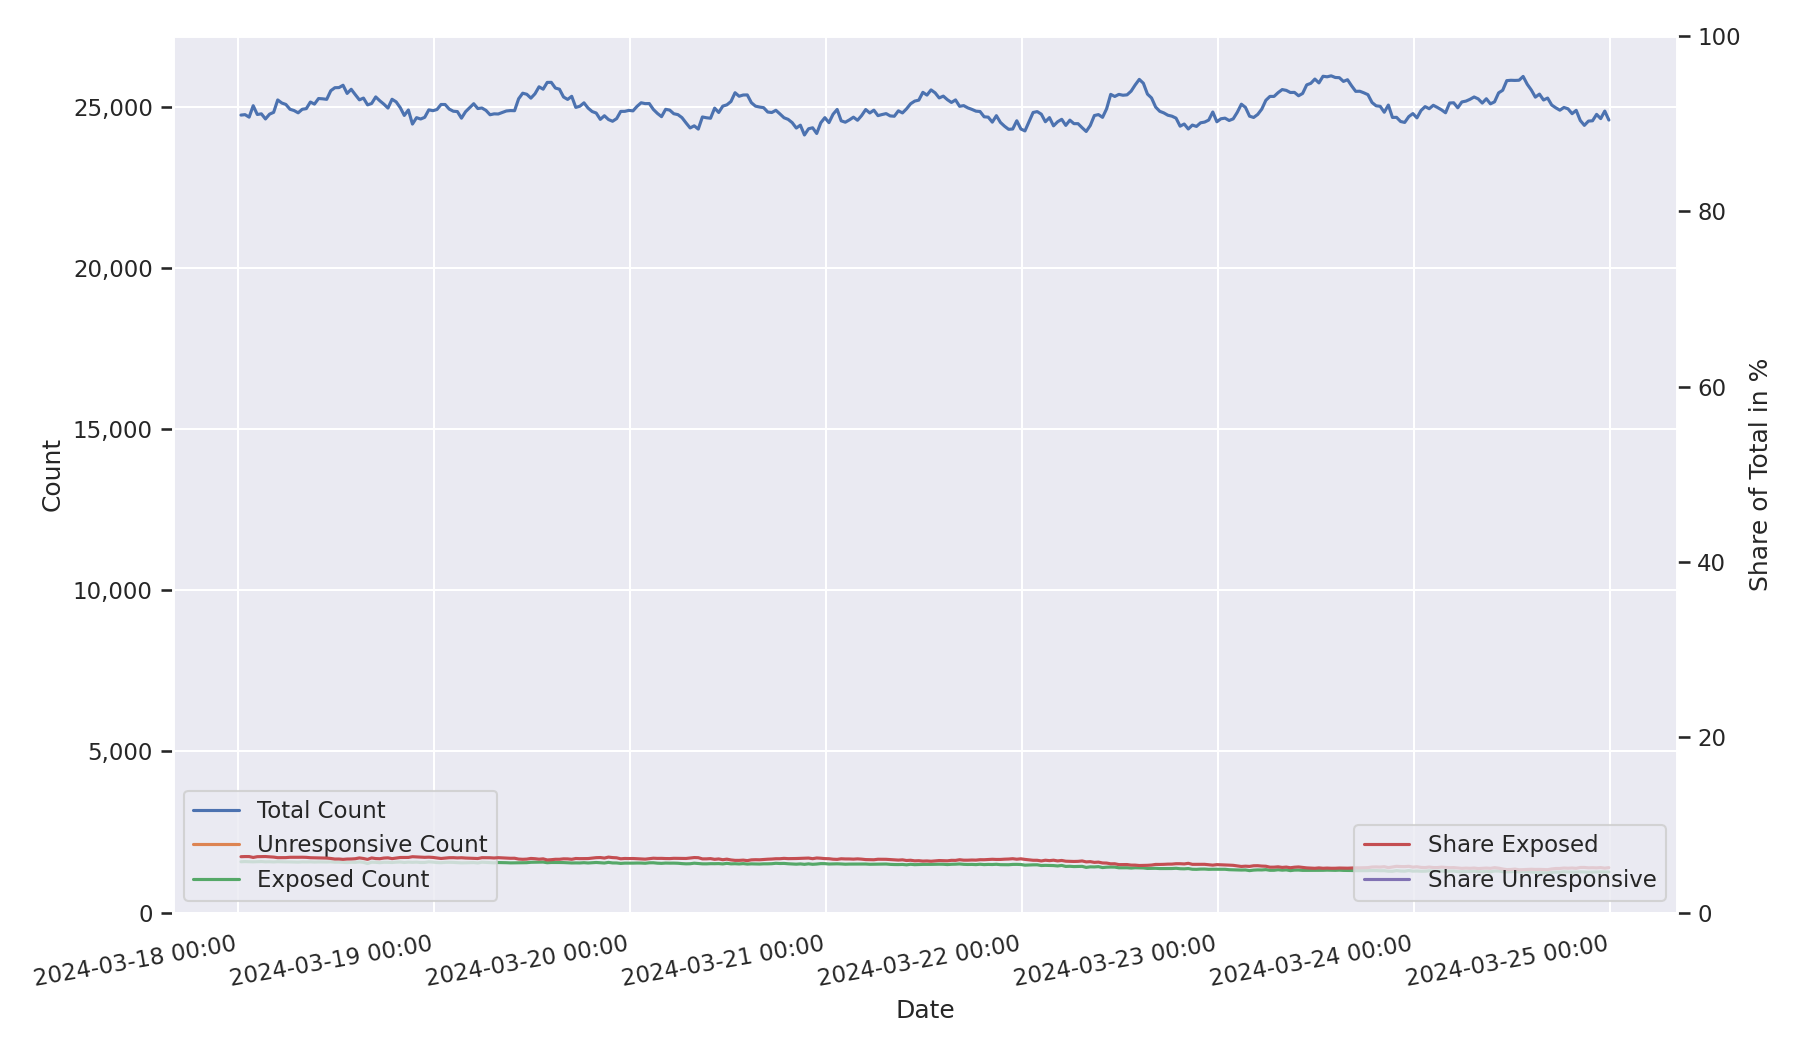 100
25,000
80
20,000
60
15,000
Count
Share of Total in %
40
10,000
20
5,000
Total Count
Unresponsive Count
Exposed Count
Share Exposed
Share Unresponsive
0
0
2024-03-18 00:00
2024-03-19 00:00
2024-03-20 00:00
2024-03-21 00:00
2024-03-22 00:00
2024-03-23 00:00
2024-03-24 00:00
2024-03-25 00:00
Date